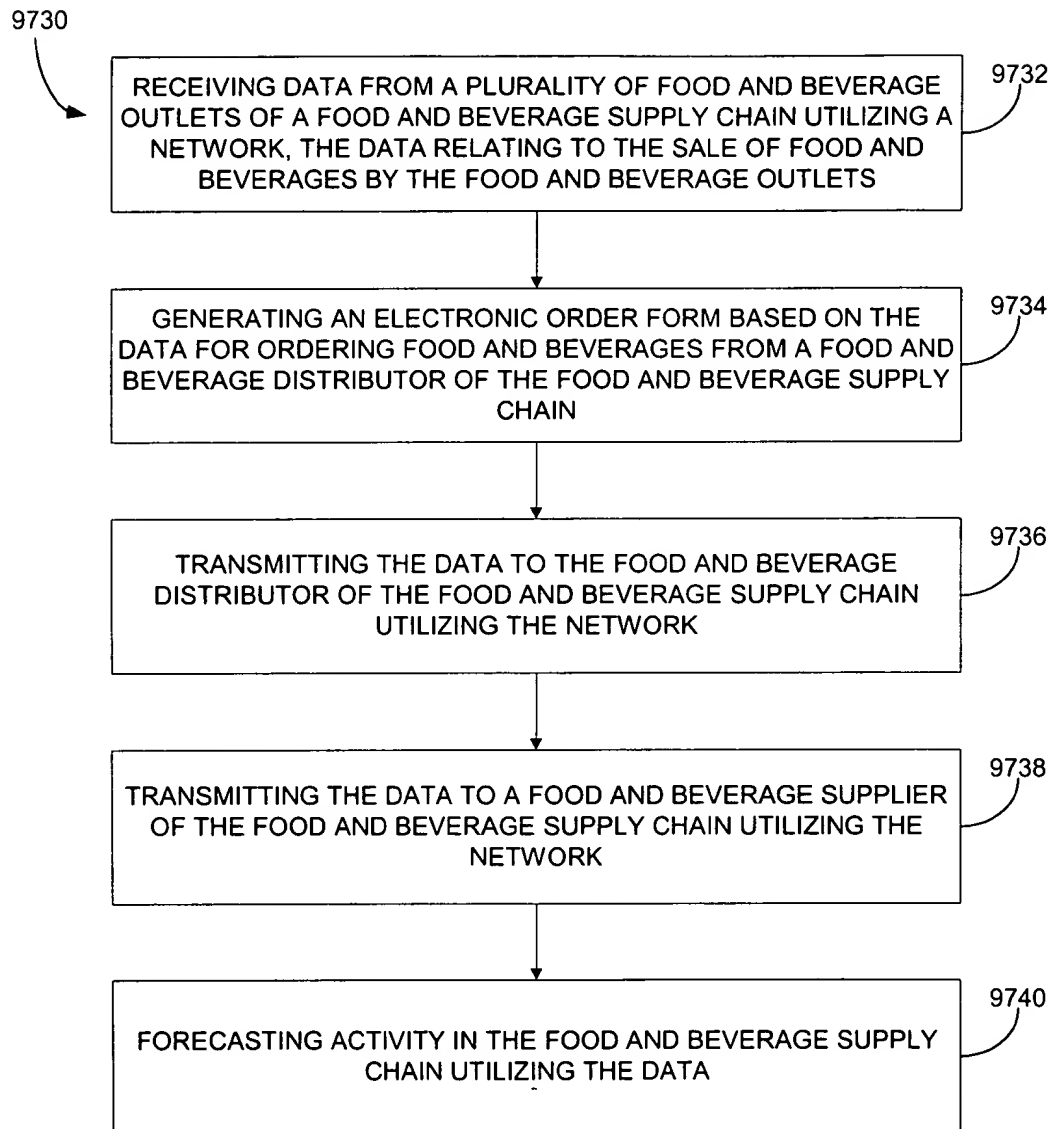 9730
9732
RECEIVING DATA FROM A PLURALITY OF FOOD AND BEVERAGE
OUTLETS OF A FOOD AND BEVERAGE SUPPLY CHAIN UTILIZING A
NETWORK, THE DATA RELATING TO THE SALE OF FOOD AND
BEVERAGES BY THE FOOD AND BEVERAGE OUTLETS
9734
GENERATING AN ELECTRONIC ORDER FORM BASED ON THE
DATA FOR ORDERING FOOD AND BEVERAGES FROM A FOOD AND
BEVERAGE DISTRIBUTOR OF THE FOOD AND BEVERAGE SUPPLY
CHAIN
9736
TRANSMITTING THE DATA TO THE FOOD AND BEVERAGE
DISTRIBUTOR OF THE FOOD AND BEVERAGE SUPPLY CHAIN
UTILIZING THE NETWORK
9738
TRANSMITTING THE DATA TO A FOOD AND BEVERAGE SUPPLIER
OF THE FOOD AND BEVERAGE SUPPLY CHAIN UTILIZING THE
NETWORK
9740
FORECASTING ACTIVITY IN THE FOOD AND BEVERAGE SUPPLY
CHAIN UTILIZING THE DATA